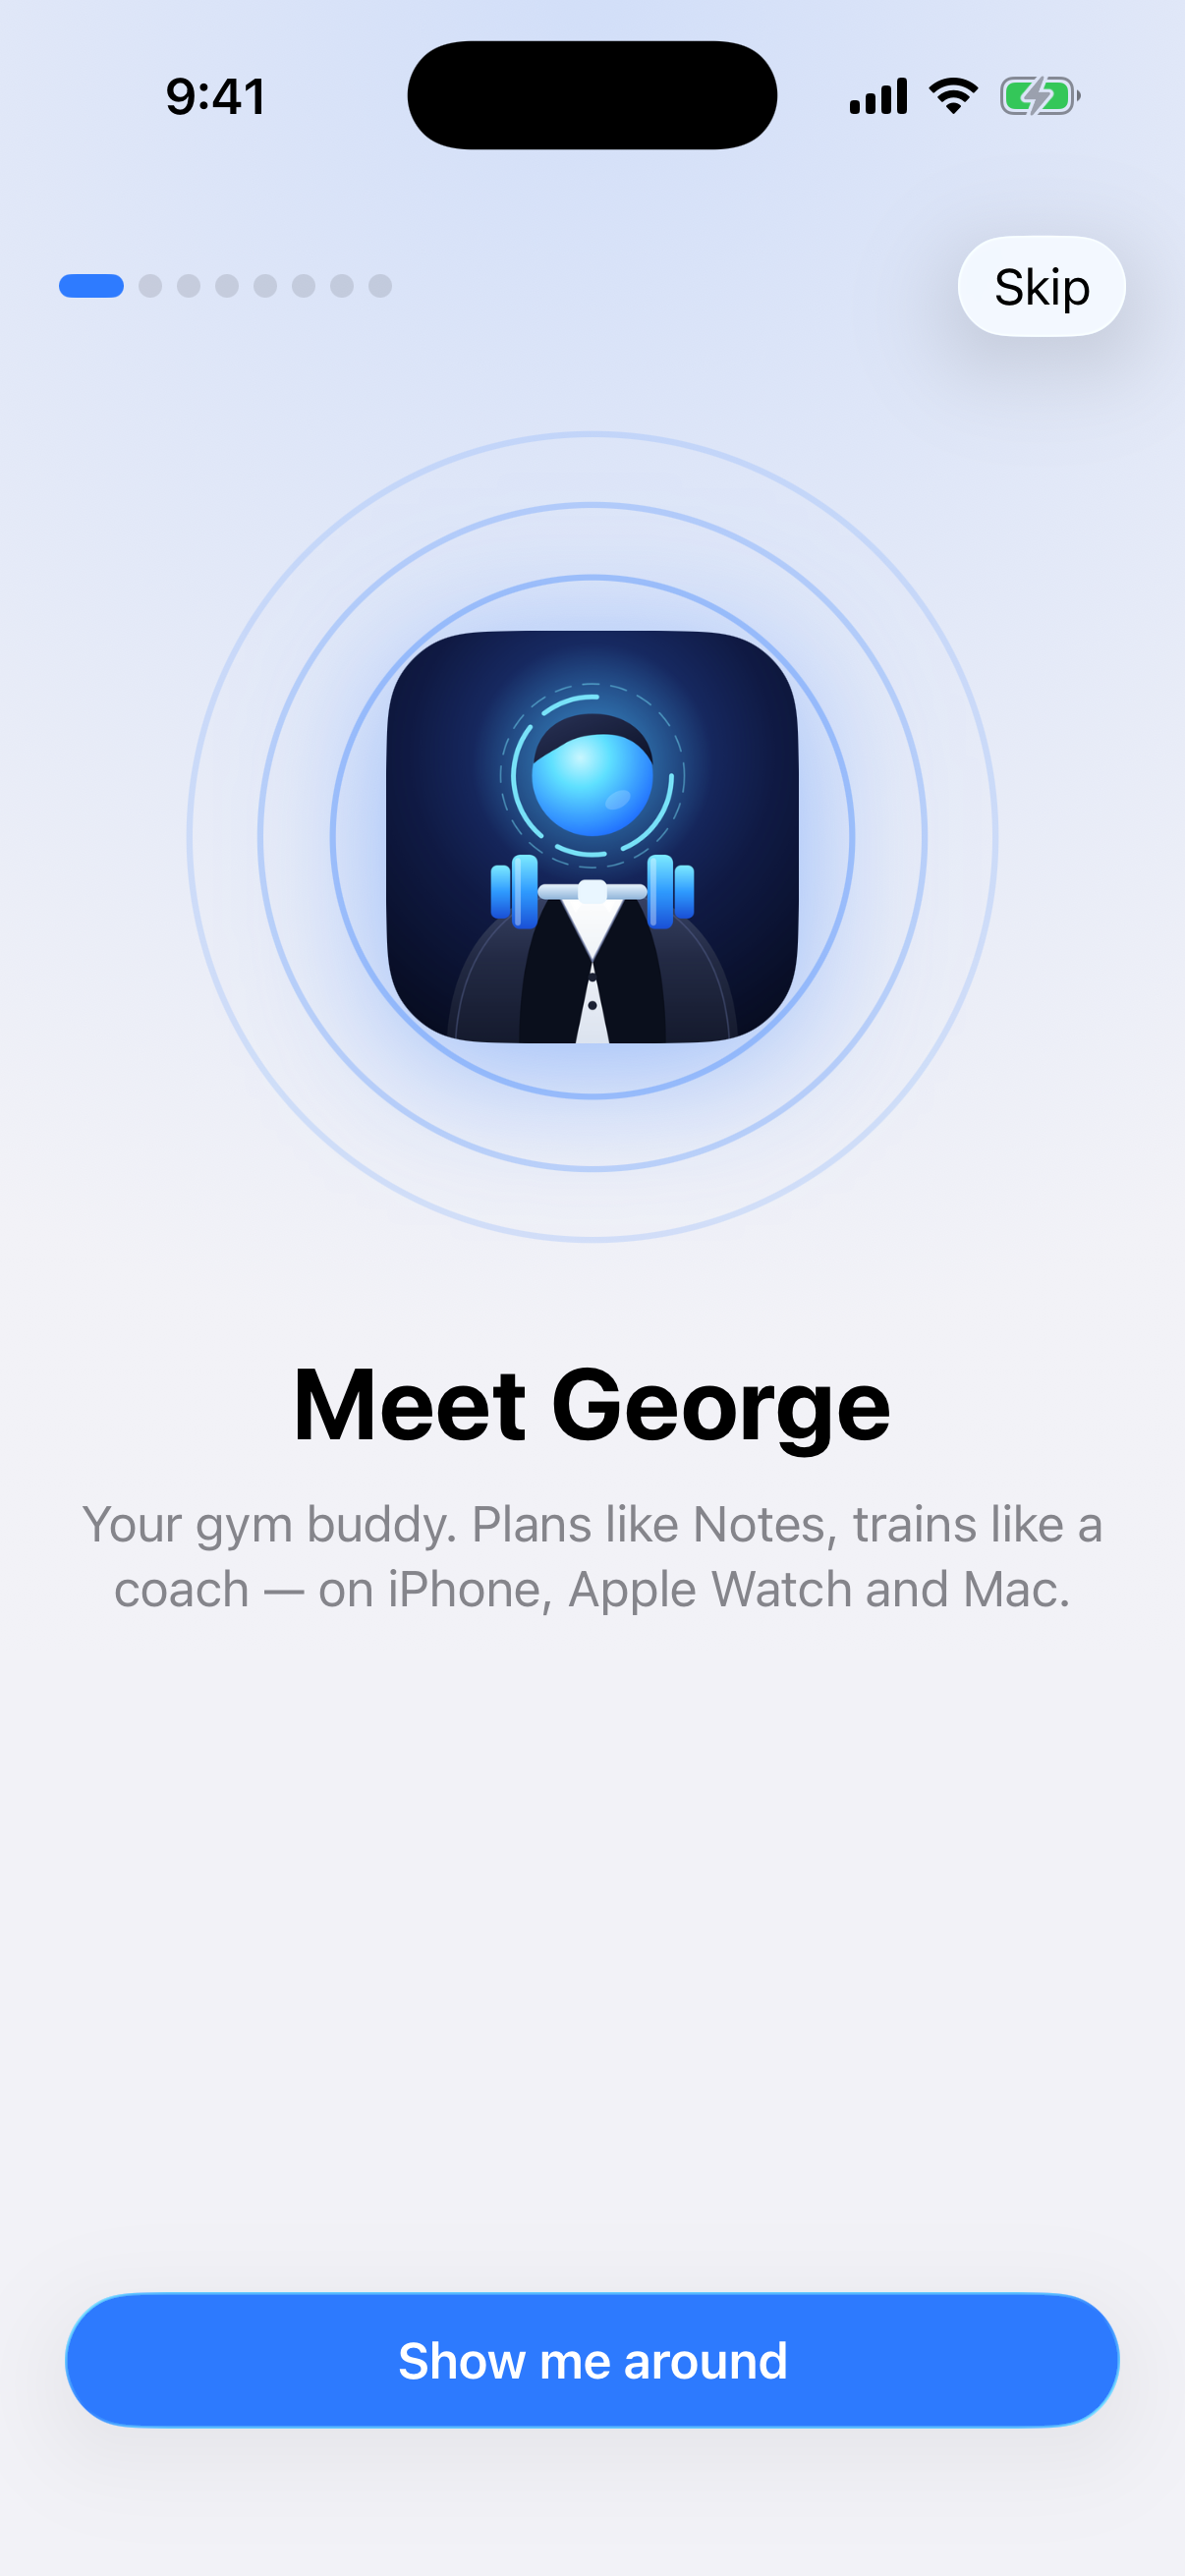 9:41
Skip
Meet George
Your gym buddy. Plans like Notes, trains like a
coach — on iPhone, Apple Watch and Mac.
Show me around